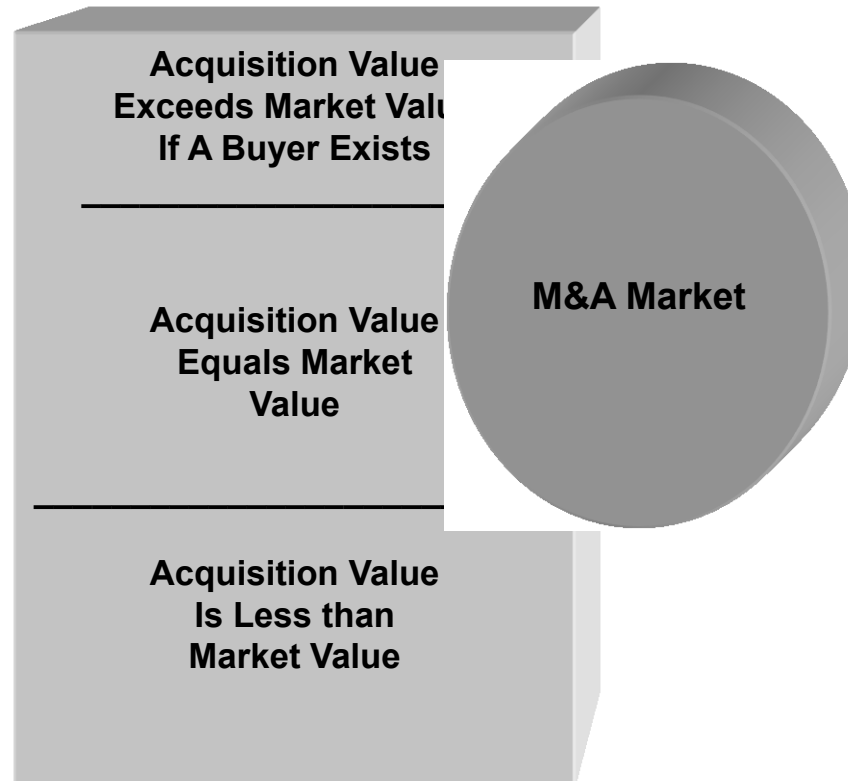 Acquisition Value
Exceeds Market Valu
If A Buyer Exists
Acquisition Value
Equals Market
Value
Acquisition Value
Is Less than
Market Value
M&A Market